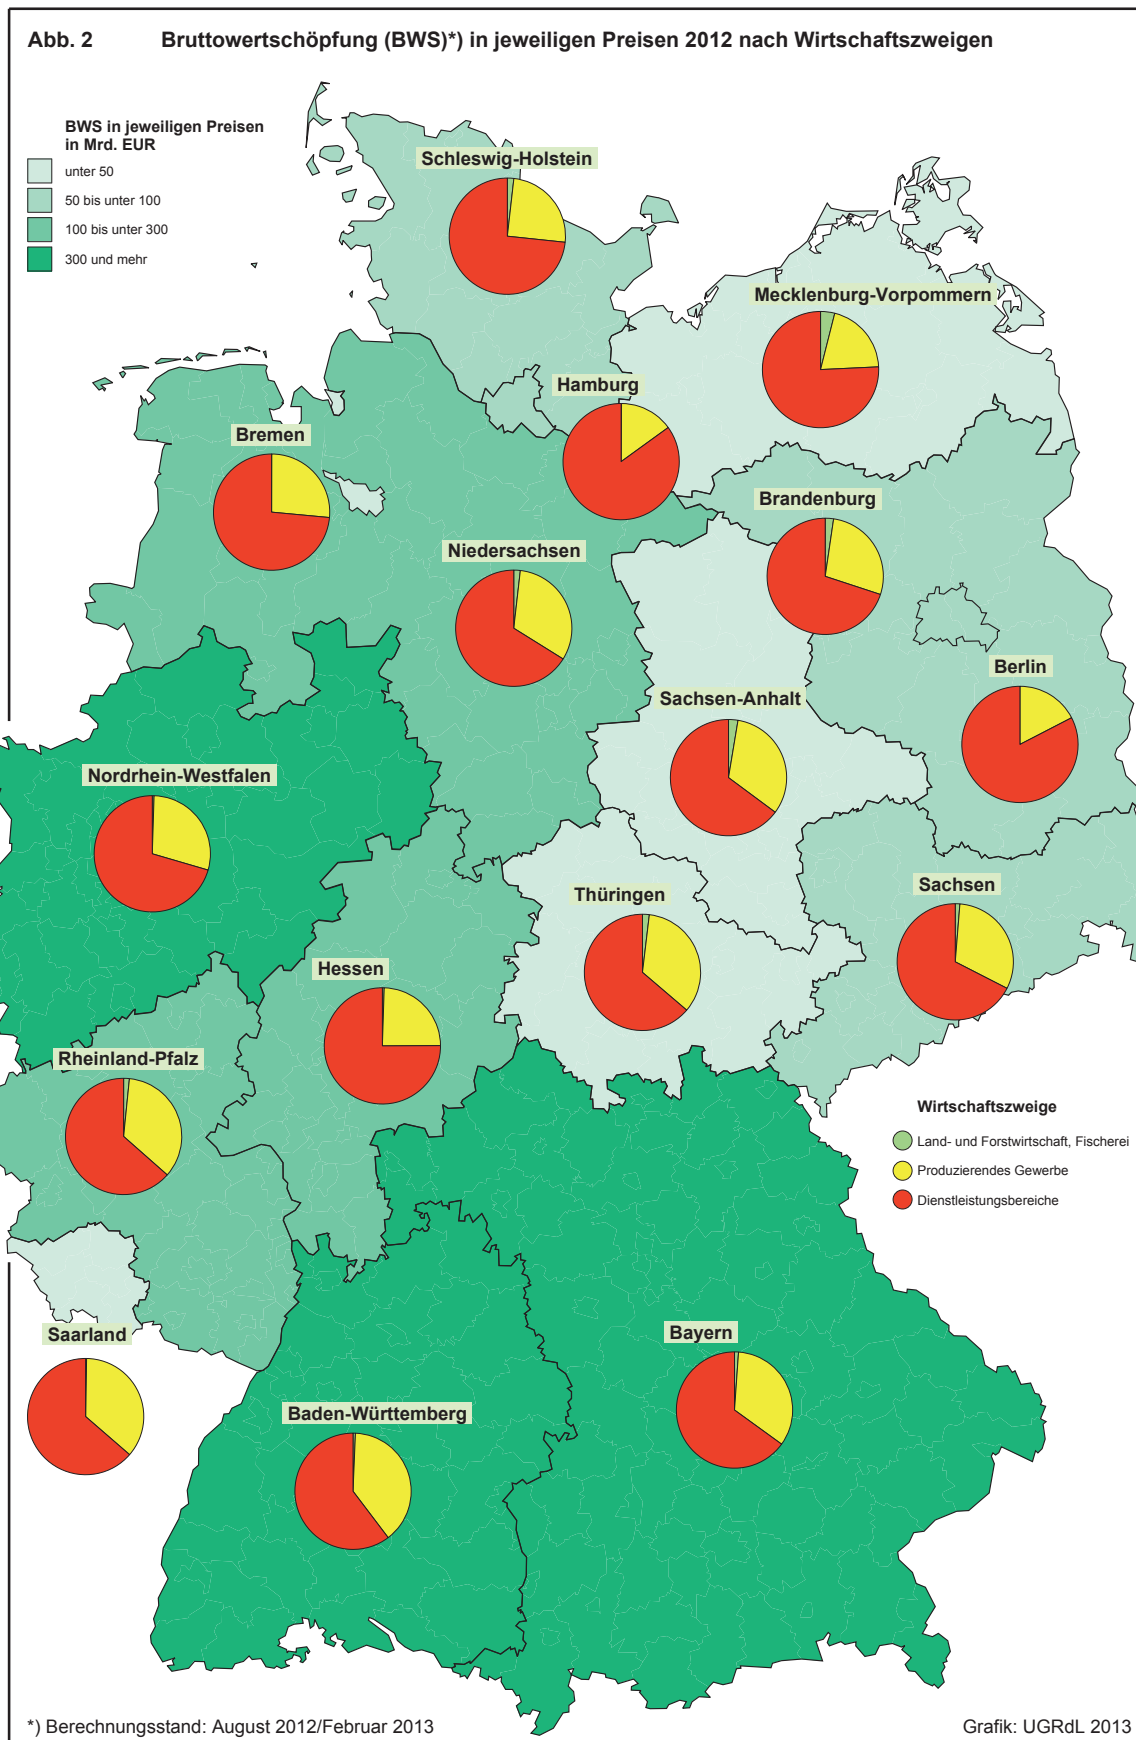 Abb. 2 Bruttowertschöpfung (BWS)*) in jeweiligen Preisen 2012 nach Wirtschaftszweigen
BWS in jeweiligen Preisen
in Mrd. EUR
unter 50
50 bis unter 100
100 bis unter 300
300 und mehr
Schleswig-Holstein
Mecklenburg-Vorpommern
Hamburg
Bremen
Brandenburg
Niedersachsen
Berlin
Sachsen-Anhalt
Nordrhein-Westfalen
Sachsen
Thüringen
Hessen
Rheinland-Pfalz
Wirtschaftszweige
Land- und Forstwirtschaft, Fischerei
Produzierendes Gewerbe
Dienstleistungsbereiche
Saarland
Bayern
Baden-Württemberg
*) Berechnungsstand: August 2012/Februar 2013
Grafik: UGRdL 2013